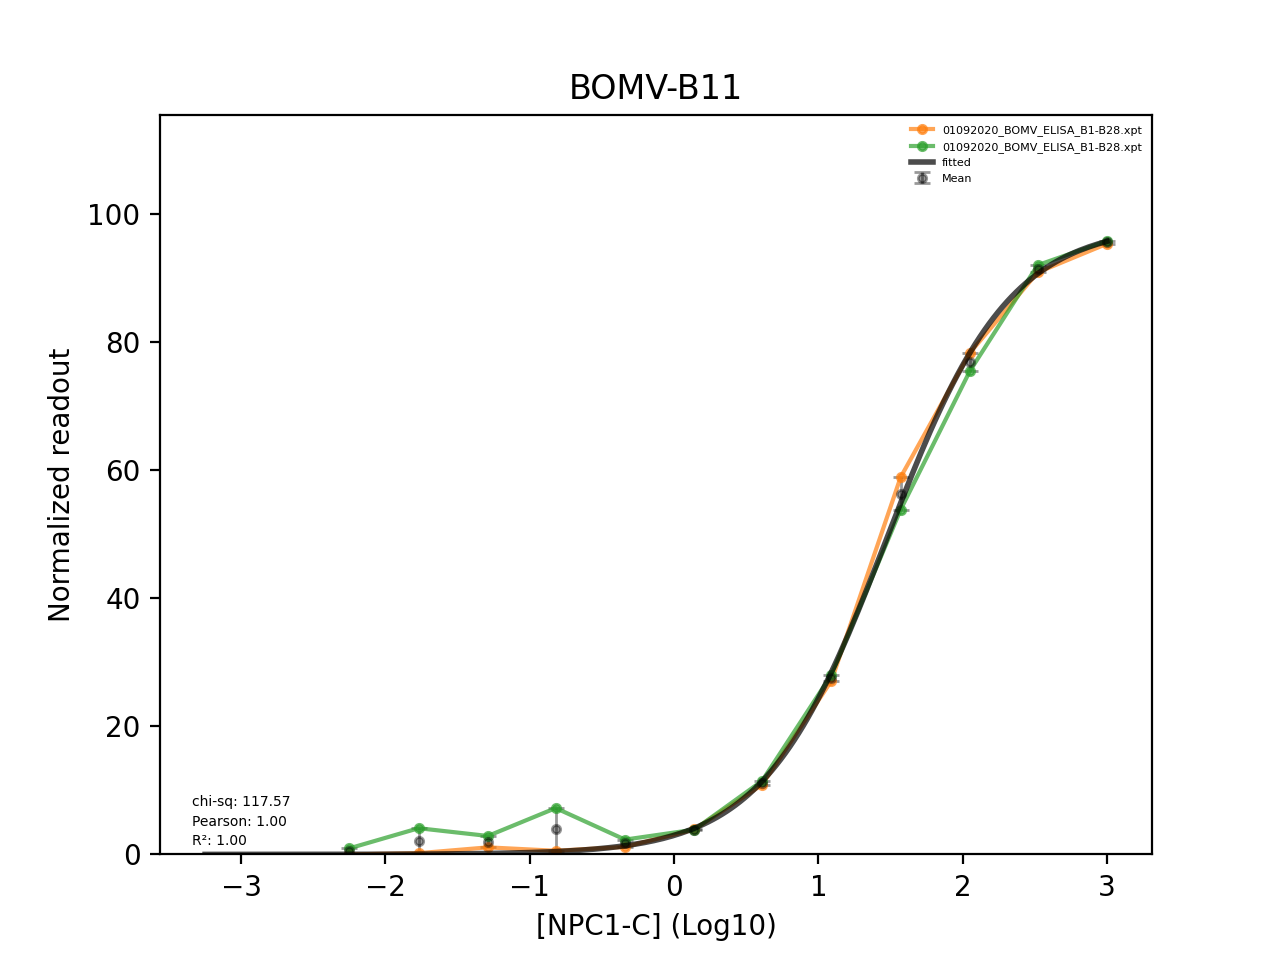 BOMV-B11
01092020_BOMV_ELISA_B1-B28.xpt
01092020_BOMV_ELISA_B1-B28.xpt
fitted
Mean
100
80
60
40
20
0
Normalized readout
chi-sq: 117.57
Pearson: 1.00
R²: 1.00
−3 −2 −1 0 1 2 3
[NPC1-C] (Log10)